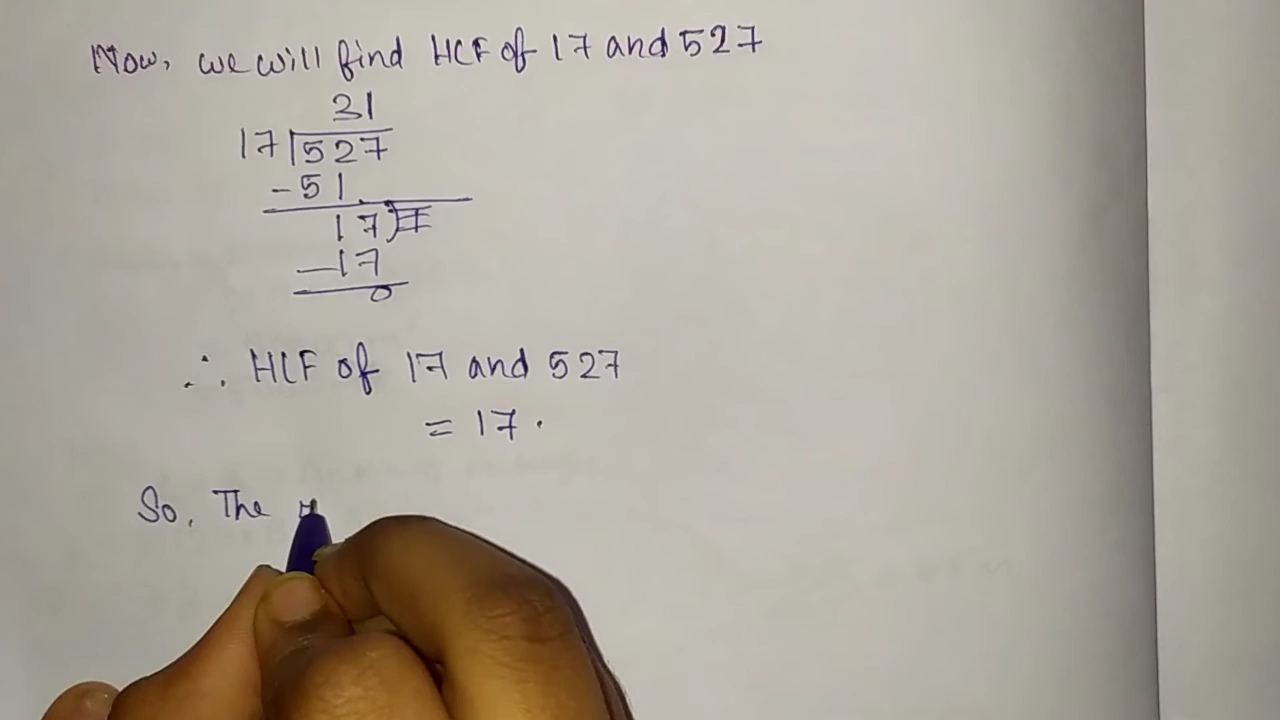 Now, we will find HCF of 17 and 527
31
17)527
-51
17)
-17
0
∴ HCF of 17 and 527
= 17.
So, The